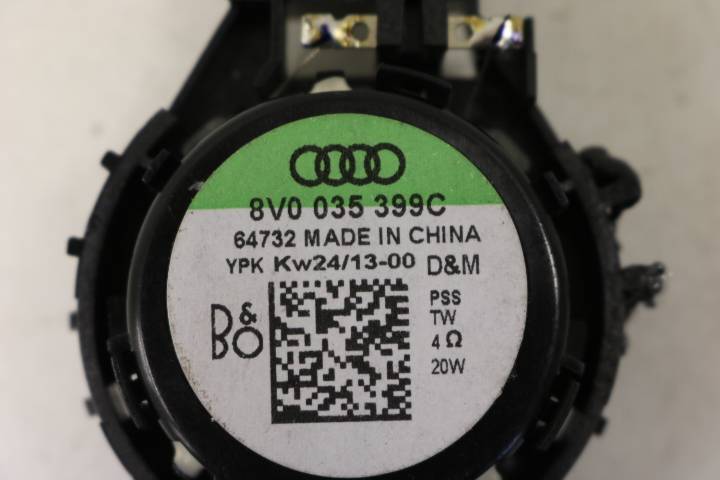 8V0 035 399C
64732 MADE IN CHINA
YPK Kw24/13-00 D&M
B&O
PSS
TW
4 Ω
20W